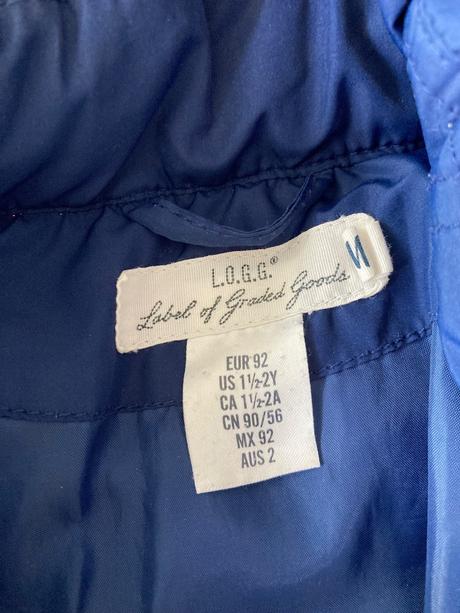 L.O.G.G.®
Label of Graded Goods
EUR 92
US 1½-2Y
CA 1½-2A
CN 90/56
MX 92
AUS 2